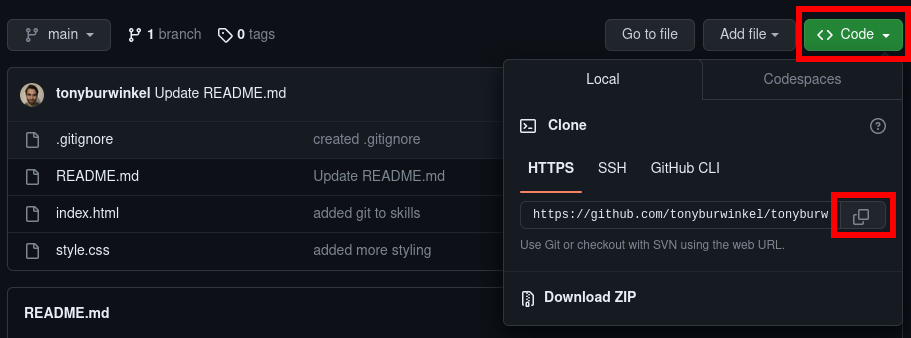 main 1 branch 0 tags Go to file Add file Code
Local Codespaces
tonyburwinkel Update README.md
Clone
.gitignore created .gitignore
HTTPS SSH GitHub CLI
README.md Update README.md
index.html added git to skills
https://github.com/tonyburwinkel/tonyburw
Use Git or checkout with SVN using the web URL.
style.css added more styling
Download ZIP
README.md